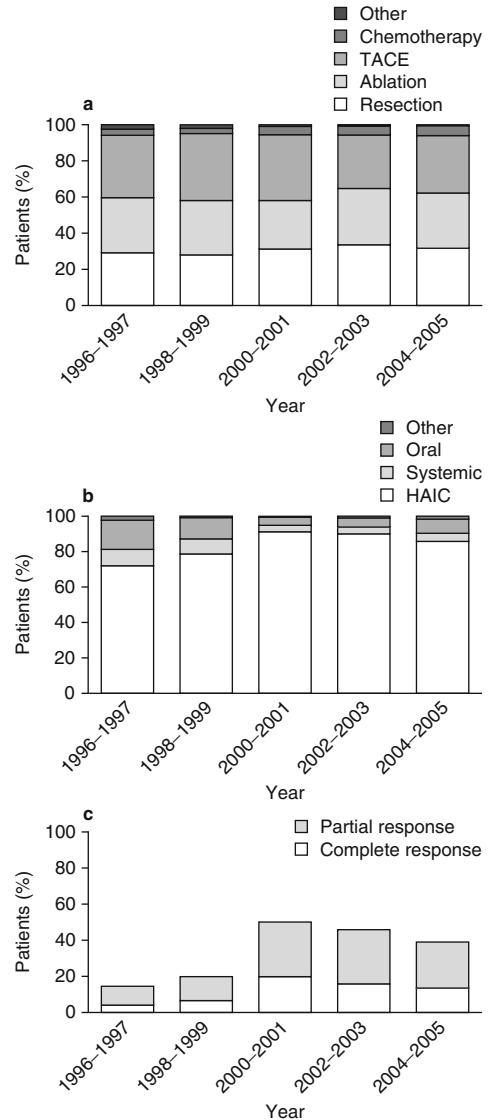 Other
Chemotherapy
TACE
Ablation
Resection
a
100
80
60
40
20
0
Patients (%)
1996–1997
1998–1999
2000–2001
2002–2003
2004–2005
Year
Other
Oral
Systemic
HAIC
b
100
80
60
40
20
0
Patients (%)
1996–1997
1998–1999
2000–2001
2002–2003
2004–2005
Year
c
Partial response
Complete response
100
80
60
40
20
0
Patients (%)
1996–1997
1998–1999
2000–2001
2002–2003
2004–2005
Year